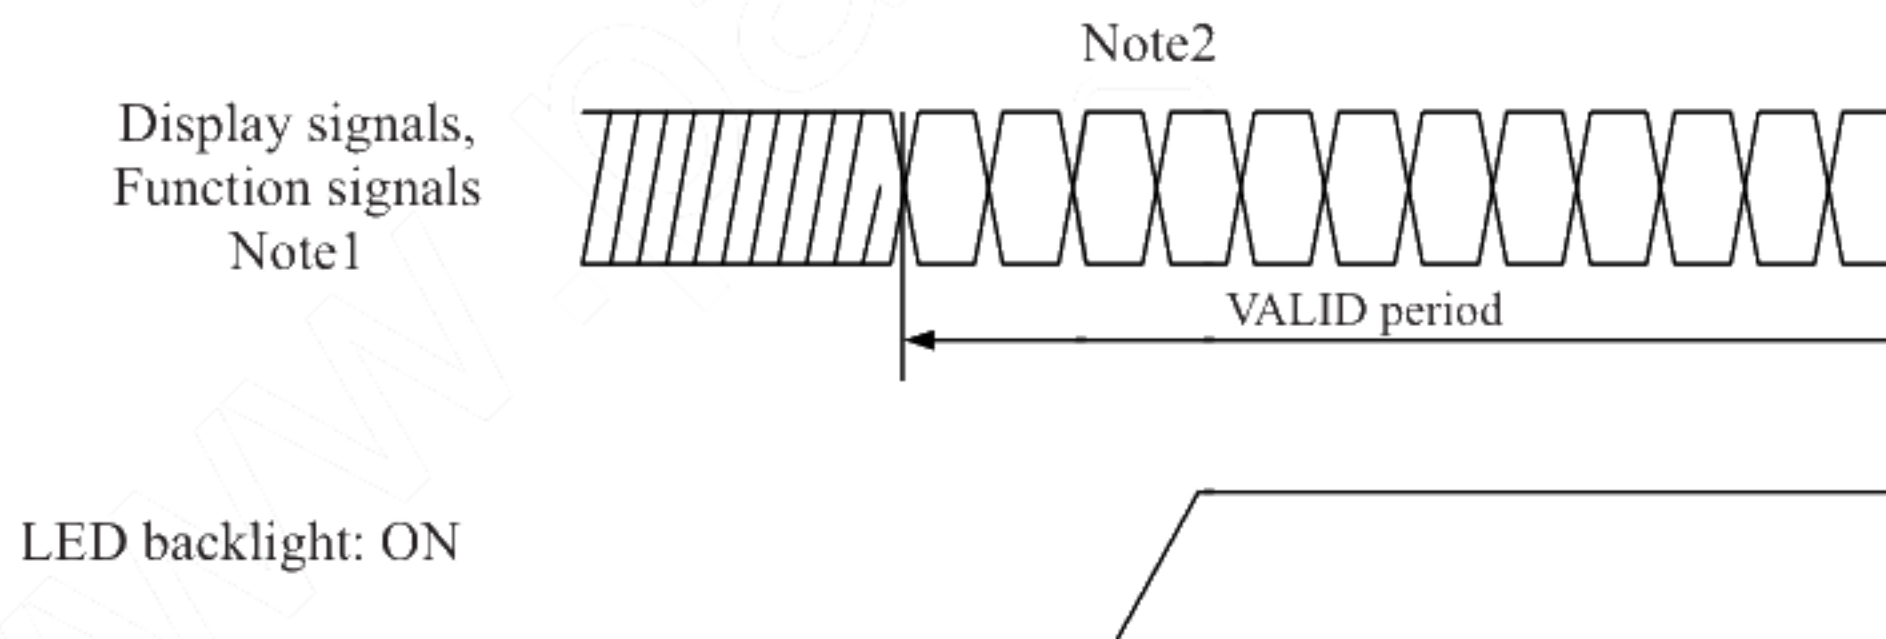 Note2
Display signals,
Function signals
Note1
VALID period
LED backlight: ON